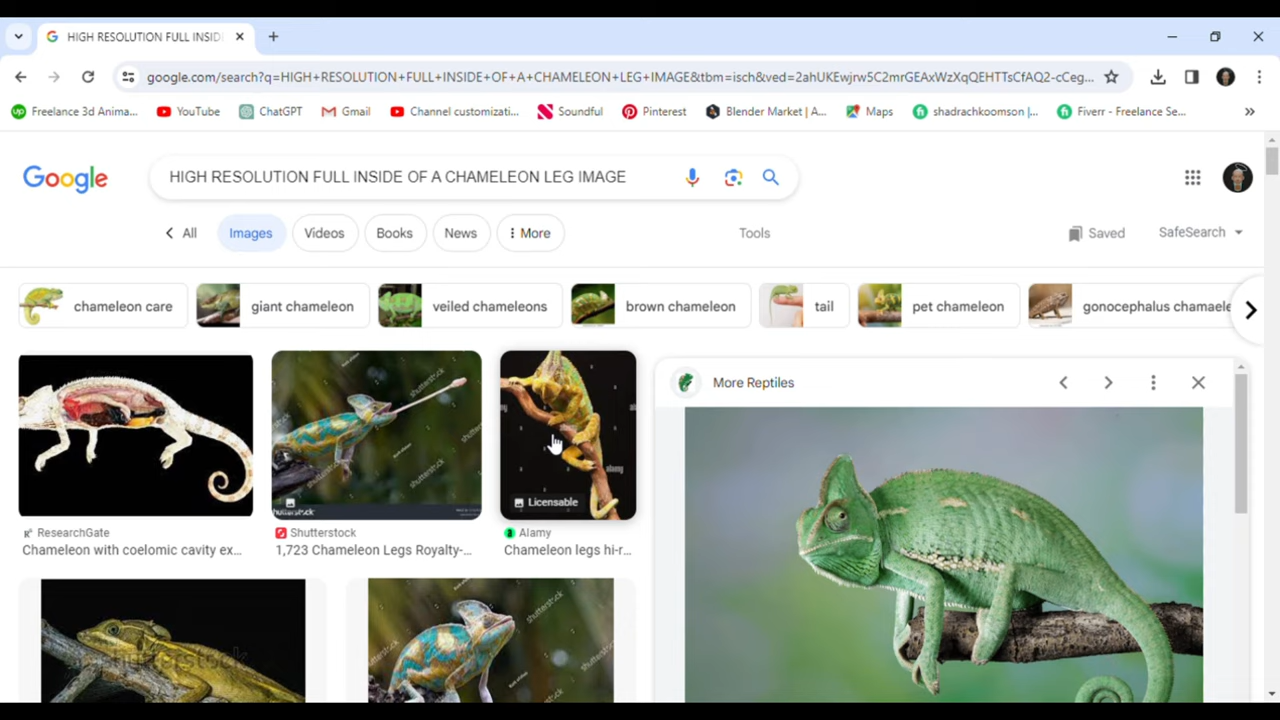 HIGH RESOLUTION FULL INSID
google.com/search?q=HIGH+RESOLUTION+FULL+INSIDE+OF+A+CHAMELEON+LEG+IMAGE&tbm=isch&ved=2ahUKEwjrw5C2mrGEAxWzXqQEHTTsCfAQ2-cCeg...
Freelance 3d Anima... YouTube ChatGPT Gmail Channel customizati... Soundful Pinterest Blender Market | A... Maps shadrachkoomson |... Fiverr - Freelance Se...
Google HIGH RESOLUTION FULL INSIDE OF A CHAMELEON LEG IMAGE
All Images Videos Books News More Tools Saved SafeSearch
chameleon care giant chameleon veiled chameleons brown chameleon tail pet chameleon gonocephalus chamaele
More Reptiles
Licensable
ResearchGate Shutterstock Alamy
Chameleon with coelomic cavity ex... 1,723 Chameleon Legs Royalty-... Chameleon legs hi-r...
shutterstock